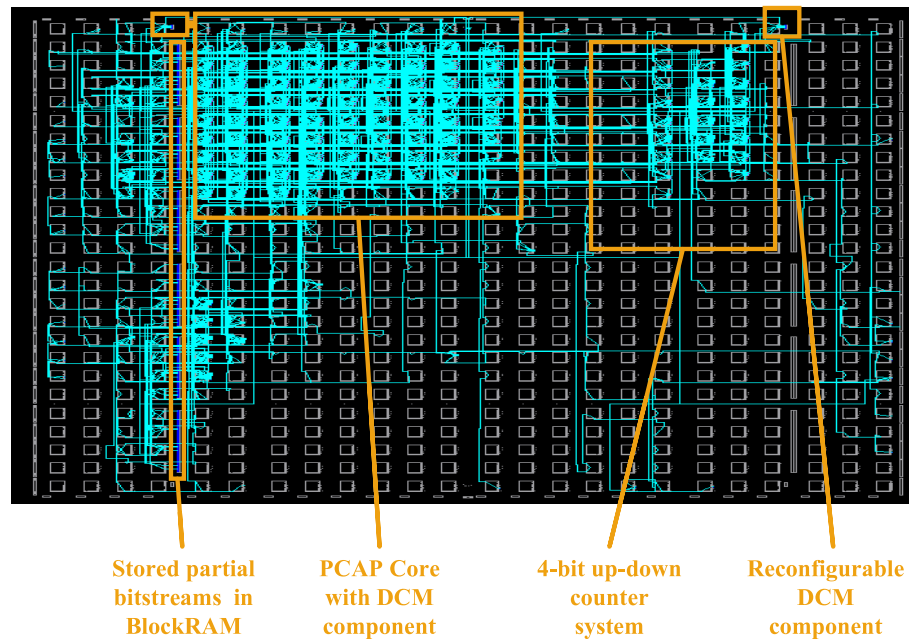 Stored partial
bitstreams in
BlockRAM
PCAP Core
with DCM
component
4-bit up-down
counter
system
Reconfigurable
DCM
component